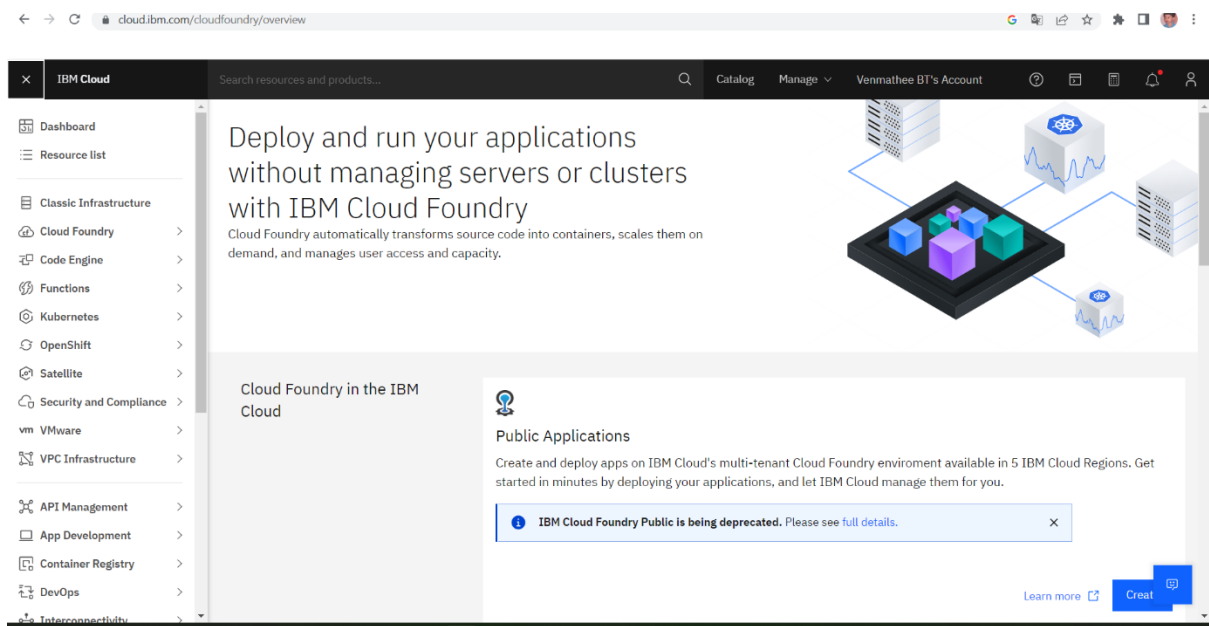 cloud.ibm.com/cloudfoundry/overview
IBM Cloud
Search resources and products...
Catalog
Manage
Venmathee BT's Account
Dashboard
Resource list
Classic Infrastructure
Cloud Foundry
Code Engine
Functions
Kubernetes
OpenShift
Satellite
Security and Compliance
vm VMware
VPC Infrastructure
API Management
App Development
Container Registry
DevOps
Interconnectivity
Deploy and run your applications
without managing servers or clusters
with IBM Cloud Foundry
Cloud Foundry automatically transforms source code into containers, scales them on
demand, and manages user access and capacity.
Cloud Foundry in the IBM
Cloud
Public Applications
Create and deploy apps on IBM Cloud's multi-tenant Cloud Foundry enviroment available in 5 IBM Cloud Regions. Get
started in minutes by deploying your applications, and let IBM Cloud manage them for you.
IBM Cloud Foundry Public is being deprecated. Please see full details.
Learn more
Creat